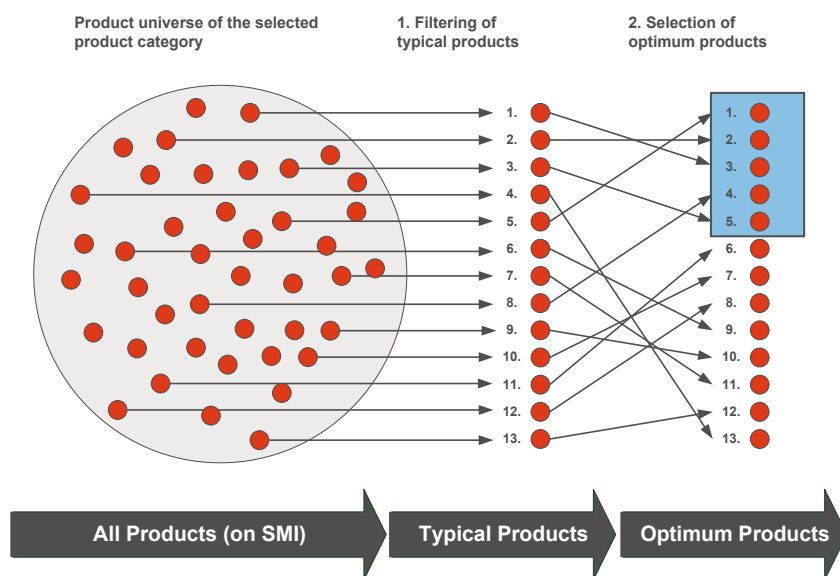 Product universe of the selected
product category
1. Filtering of
typical products
2. Selection of
optimum products
1.
2.
3.
4.
5.
6.
7.
8.
9.
10.
11.
12.
13.
1.
2.
3.
4.
5.
6.
7.
8.
9.
10.
11.
12.
13.
All Products (on SMI)
Typical Products
Optimum Products